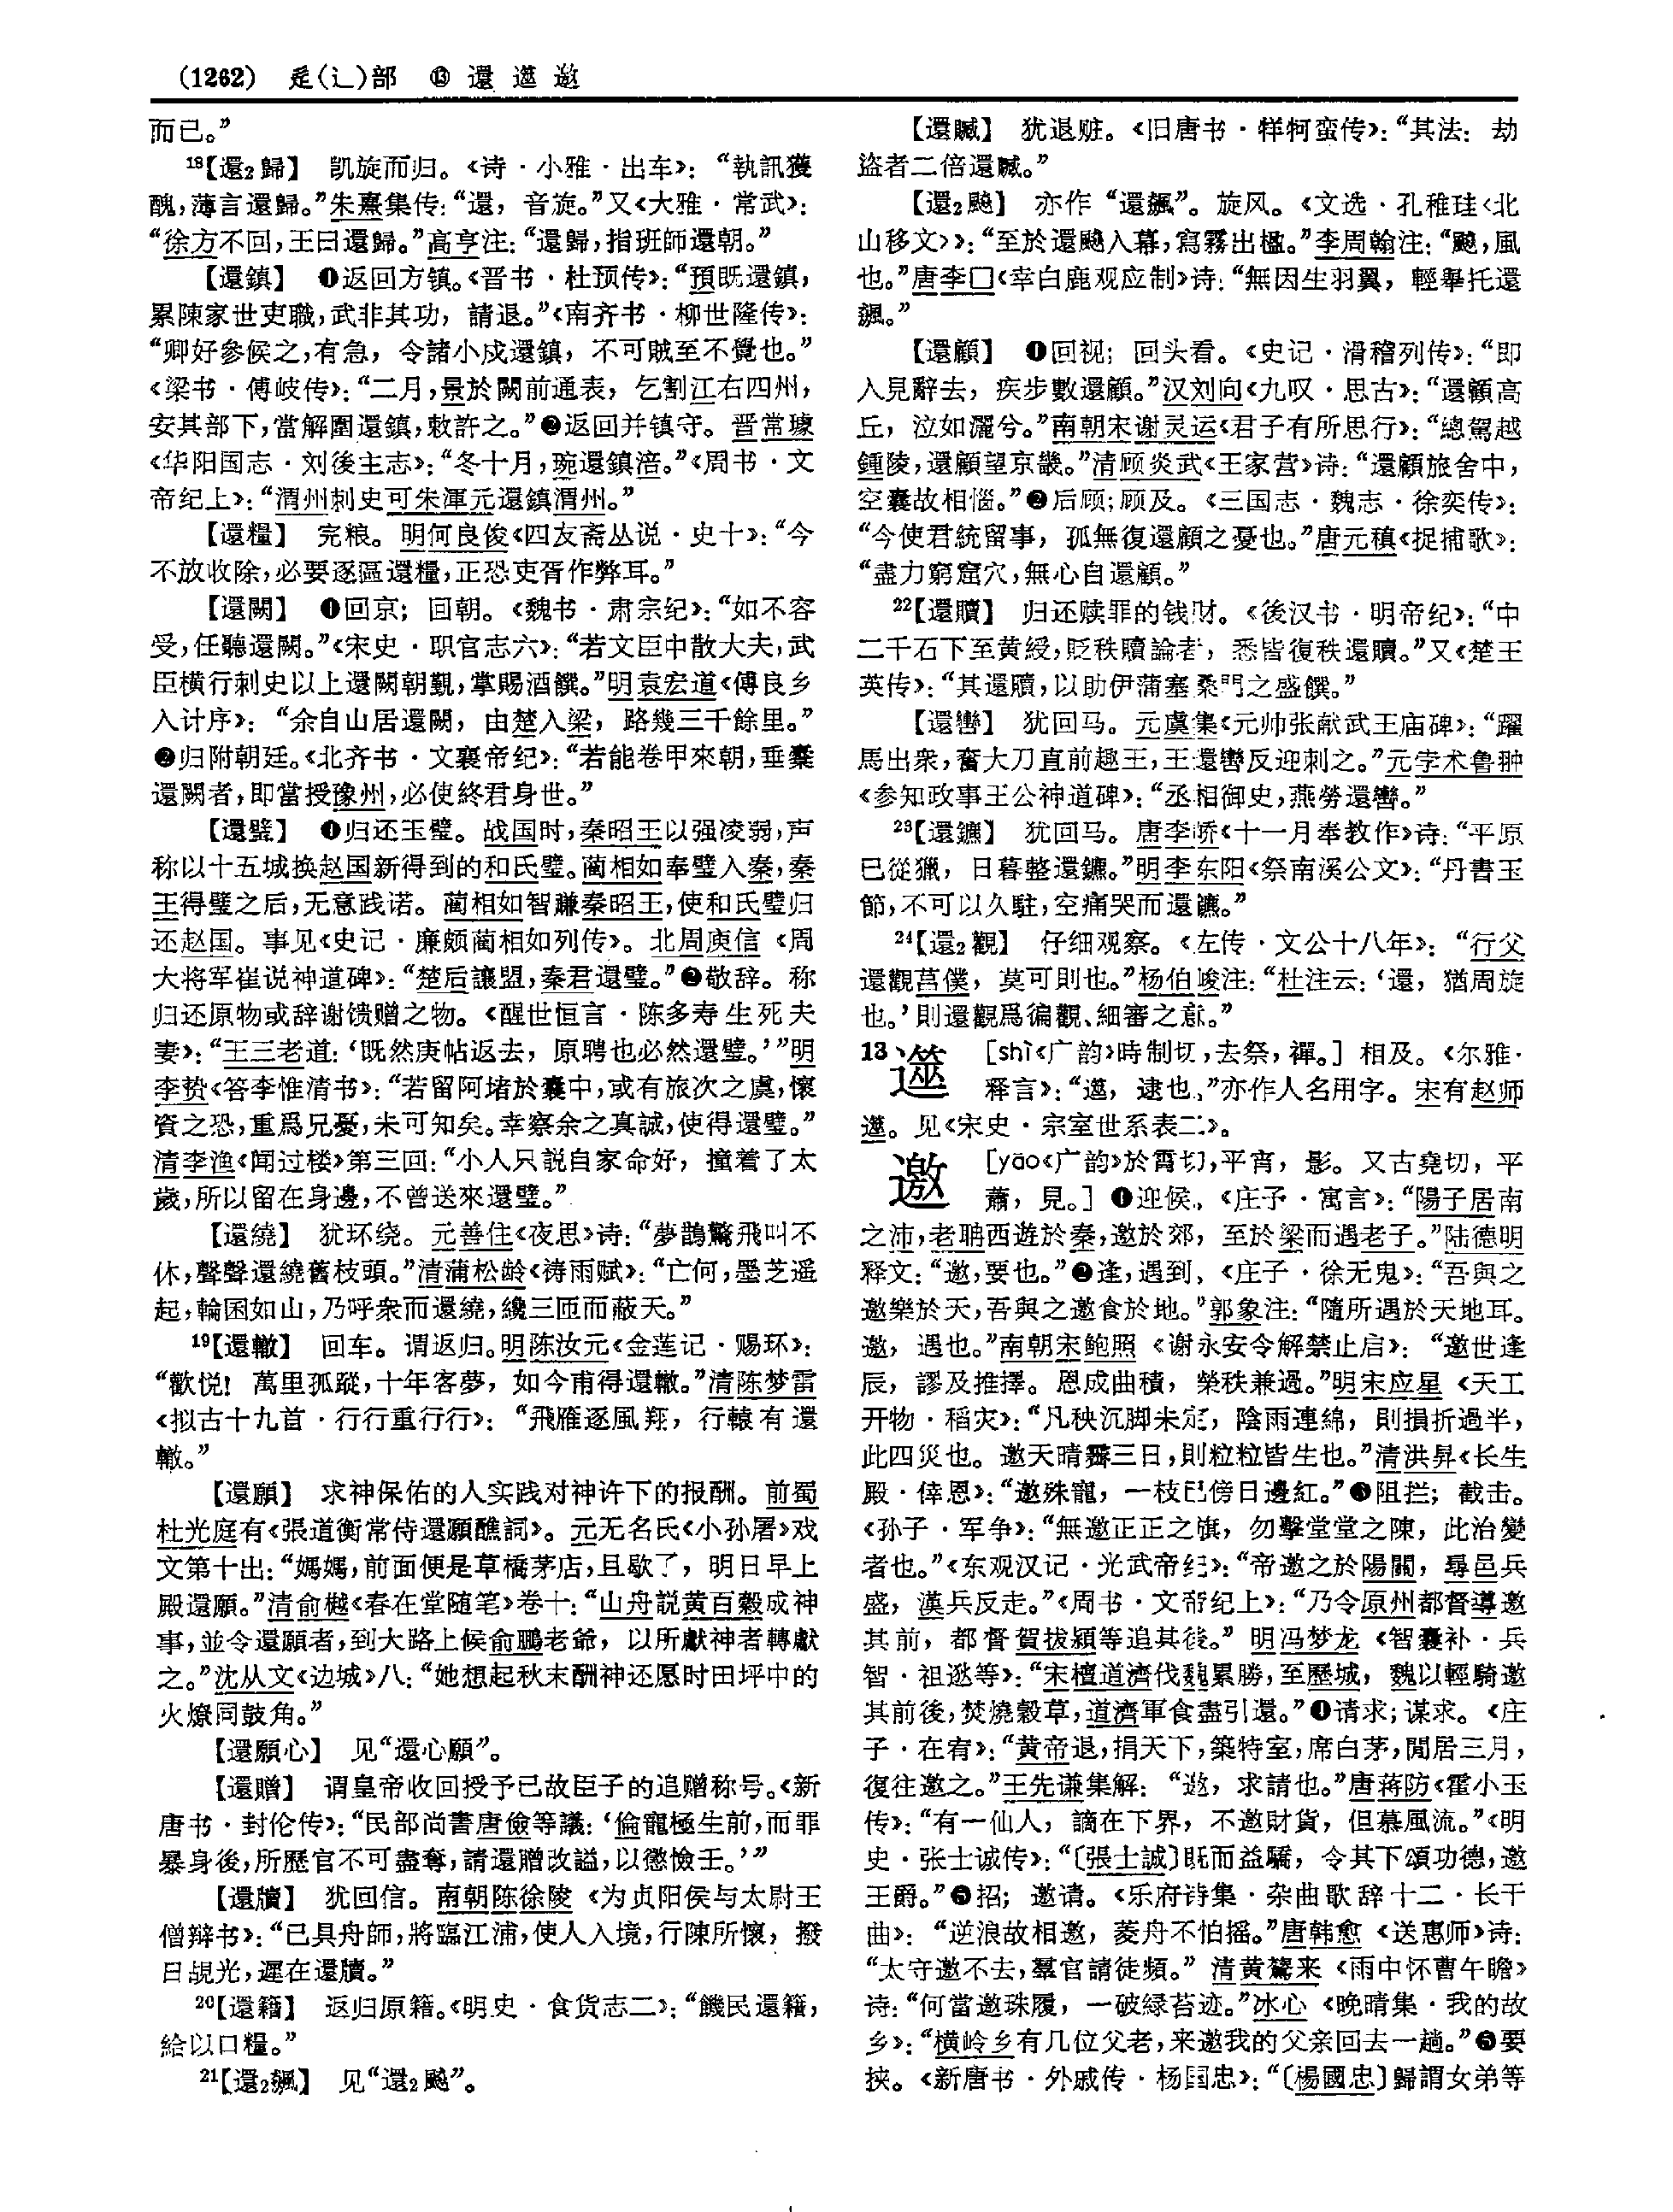 (1262) 辵(辶)部 ⑬ 還 遾 邀
而已。”
18【還₂歸】 凯旋而归。《诗·小雅·出车》：“執訊獲
醜，薄言還歸。”朱熹集传：“還，音旋。”又《大雅·常武》：
“徐方不回，王曰還歸。”高亨注：“還歸，指班師還朝。”
【還鎮】 ❶返回方镇。《晋书·杜预传》：“預既還鎮，
累陳家世吏職，武非其功，請退。”《南齐书·柳世隆传》：
“卿好參候之，有急，令諸小戍還鎮，不可賊至不覺也。”
《梁书·傅岐传》：“二月，景於闕前通表，乞割江右四州，
安其部下，當解圍還鎮，敕許之。”❷返回并镇守。晋常璩
《华阳国志·刘後主志》：“冬十月，琬還鎮涪。”《周书·文
帝纪上》：“渭州刺史可朱渾元還鎮渭州。”
【還糧】 完粮。明何良俊《四友斋丛说·史十》：“今
不放收除，必要逐區還糧，正恐吏胥作弊耳。”
【還闕】 ❶回京；回朝。《魏书·肃宗纪》：“如不容
受，任聽還闕。”《宋史·职官志六》：“若文臣中散大夫，武
臣横行刺史以上還闕朝覲，掌賜酒饌。”明袁宏道《傅良乡
入计序》：“余自山居還闕，由楚入梁，路幾三千餘里。”
❷归附朝廷。《北齐书·文襄帝纪》：“若能卷甲來朝，垂櫜
還闕者，即當授豫州，必使終君身世。”
【還璧】 ❶归还玉璧。战国时，秦昭王以强凌弱，声
称以十五城换赵国新得到的和氏璧。蔺相如奉璧入秦，秦
王得璧之后，无意践诺。蔺相如智赚秦昭王，使和氏璧归
还赵国。事见《史记·廉颇蔺相如列传》。北周庾信《周
大将军崔说神道碑》：“楚后讓盟，秦君還璧。”❷敬辞。称
归还原物或辞谢馈赠之物。《醒世恒言·陈多寿生死夫
妻》：“王三老道：‘既然庚帖返去，原聘也必然還璧。’”明
李贽《答李惟清书》：“若留阿堵於囊中，或有旅次之虞，懷
資之恐，重爲兄憂，未可知矣。幸察余之真誠，使得還璧。”
清李渔《闻过楼》第三回：“小人只説自家命好，撞着了太
歲，所以留在身邊，不曾送來還璧。”
【還繞】 犹环绕。元善住《夜思》诗：“夢鵲驚飛叫不
休，聲聲還繞舊枝頭。”清蒲松龄《祷雨赋》：“亡何，墨芝遥
起，輪囷如山，乃呼衆而還繞，纔三匝而蔽天。”
19【還轍】 回车。谓返归。明陈汝元《金莲记·赐环》：
“歡悦！萬里孤蹤，十年客夢，如今甫得還轍。”清陈梦雷
《拟古十九首·行行重行行》：“飛雁逐風翔，行轅有還
轍。”
【還願】 求神保佑的人实践对神许下的报酬。前蜀
杜光庭有《張道衡常侍還願醮詞》。元无名氏《小孙屠》戏
文第十出：“媽媽，前面便是草橋茅店，且歇了，明日早上
殿還願。”清俞樾《春在堂随笔》卷十：“山舟説黄百穀成神
事，並令還願者，到大路上候俞鵬老爺，以所獻神者轉獻
之。”沈从文《边城》八：“她想起秋末酬神还愿时田坪中的
火燎同鼓角。”
【還願心】 见“還心願”。
【還贈】 谓皇帝收回授予已故臣子的追赠称号。《新
唐书·封伦传》：“民部尚書唐儉等議：‘倫寵極生前，而罪
暴身後，所歷官不可盡奪，請還贈改謚，以懲憸壬。’”
【還牘】 犹回信。南朝陈徐陵《为贞阳侯与太尉王
僧辩书》：“已具舟師，將臨江浦，使人入境，行陳所懷，撥
日覘光，遲在還牘。”
20【還籍】 返归原籍。《明史·食货志二》：“饑民還籍，
給以口糧。”
21【還₂飆】 见“還₂飈”。
【還贓】 犹退赃。《旧唐书·牂牁蛮传》：“其法：劫
盜者二倍還贓。”
【還₂飈】 亦作“還飆”。旋风。《文选·孔稚珪〈北
山移文〉》：“至於還飈入幕，寫霧出楹。”李周翰注：“飈，風
也。”唐李□《幸白鹿观应制》诗：“無因生羽翼，輕舉托還
飆。”
【還顧】 ❶回视；回头看。《史记·滑稽列传》：“即
入見辭去，疾步數還顧。”汉刘向《九叹·思古》：“還顧高
丘，泣如灑兮。”南朝宋谢灵运《君子有所思行》：“總駕越
鍾陵，還顧望京畿。”清顾炎武《王家营》诗：“還顧旅舍中，
空囊故相惱。”❷后顾；顾及。《三国志·魏志·徐奕传》：
“今使君統留事，孤無復還顧之憂也。”唐元稹《捉捕歌》：
“盡力窮窟穴，無心自還顧。”
22【還贖】 归还赎罪的钱财。《後汉书·明帝纪》：“中
二千石下至黄綬，貶秩贖論者，悉皆復秩還贖。”又《楚王
英传》：“其還贖，以助伊蒲塞桑門之盛饌。”
【還轡】 犹回马。元虞集《元帅张献武王庙碑》：“躍
馬出衆，奮大刀直前趣王，王還轡反迎刺之。”元孛术鲁翀
《参知政事王公神道碑》：“丞相御史，燕勞還轡。”
23【還鑣】 犹回马。唐李峤《十一月奉教作》诗：“平原
已從獵，日暮整還鑣。”明李东阳《祭南溪公文》：“丹書玉
節，不可以久駐，空痛哭而還鑣。”
24【還₂觀】 仔细观察。《左传·文公十八年》：“行父
還觀莒僕，莫可則也。”杨伯峻注：“杜注云：‘還，猶周旋
也。’則還觀爲徧觀、細審之意。”
13 遾 ［shì《广韵》時制切，去祭，禪。］相及。《尔雅·
释言》：“遾，逮也。”亦作人名用字。宋有赵师
遾。见《宋史·宗室世系表二》。
邀 ［yāo《广韵》於霄切，平宵，影。又古堯切，平
蕭，見。］❶迎候。《庄子·寓言》：“陽子居南
之沛，老聃西遊於秦，邀於郊，至於梁而遇老子。”陆德明
释文：“邀，要也。”❷逢，遇到。《庄子·徐无鬼》：“吾與之
邀樂於天，吾與之邀食於地。”郭象注：“隨所遇於天地耳。
邀，遇也。”南朝宋鲍照《谢永安令解禁止启》：“邀世逢
辰，謬及推擇。恩成曲積，榮秩兼過。”明宋应星《天工
开物·稻灾》：“凡秧沉脚未定，陰雨連綿，則損折過半，
此四災也。邀天晴霽三日，則粒粒皆生也。”清洪昇《长生
殿·倖恩》：“邀殊寵，一枝已傍日邊紅。”❸阻拦；截击。
《孙子·军争》：“無邀正正之旗，勿擊堂堂之陳，此治變
者也。”《东观汉记·光武帝纪》：“帝邀之於陽關，尋邑兵
盛，漢兵反走。”《周书·文帝纪上》：“乃令原州都督導邀
其前，都督賀拔潁等追其後。”明冯梦龙《智囊补·兵
智·祖逖等》：“宋檀道濟伐魏累勝，至歷城，魏以輕騎邀
其前後，焚燒穀草，道濟軍食盡引還。”❹请求；谋求。《庄
子·在宥》：“黄帝退，捐天下，築特室，席白茅，閒居三月，
復往邀之。”王先谦集解：“邀，求請也。”唐蒋防《霍小玉
传》：“有一仙人，謫在下界，不邀財貨，但慕風流。”《明
史·张士诚传》：“〔張士誠〕既而益驕，令其下頌功德，邀
王爵。”❺招；邀请。《乐府诗集·杂曲歌辞十二·长干
曲》：“逆浪故相邀，菱舟不怕摇。”唐韩愈《送惠师》诗：
“太守邀不去，羣官請徒頻。”清黄鷟来《雨中怀曹午瞻》
诗：“何當邀珠履，一破緑苔迹。”冰心《晚晴集·我的故
乡》：“横岭乡有几位父老，来邀我的父亲回去一趟。”❻要
挟。《新唐书·外戚传·杨国忠》：“〔楊國忠〕歸謂女弟等